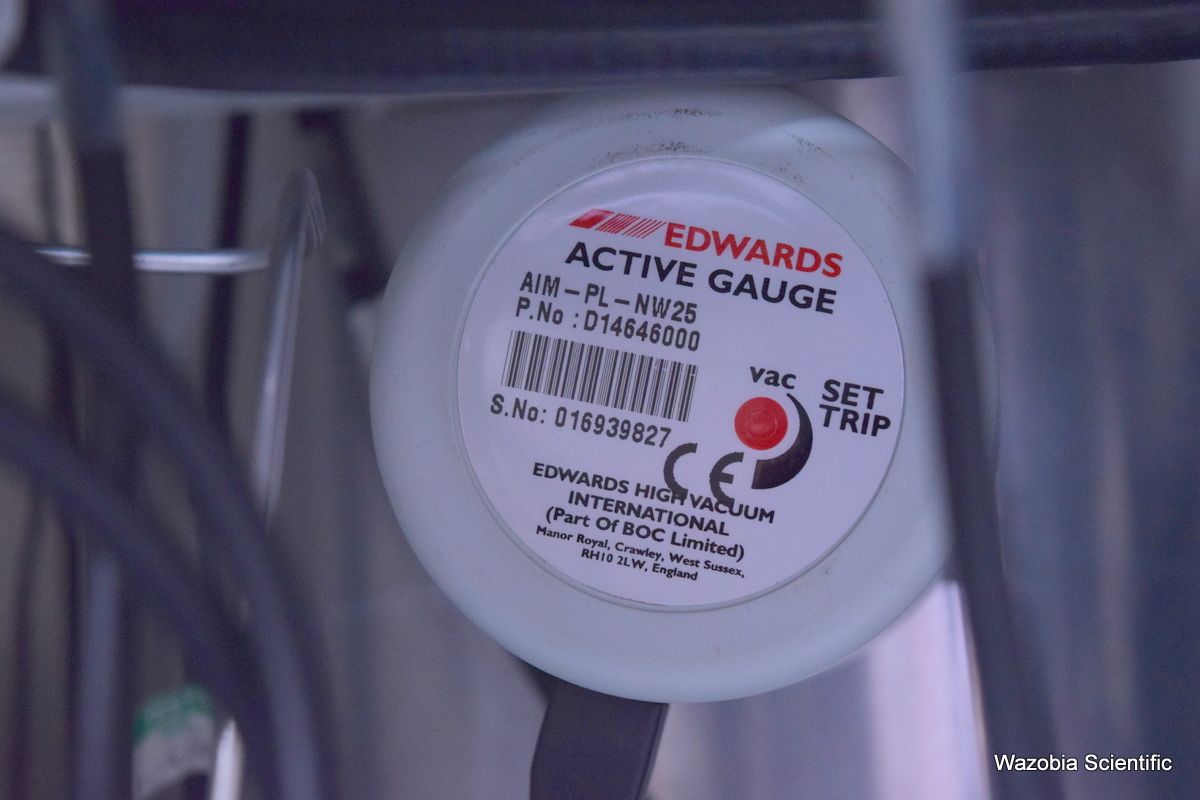 EDWARDS
ACTIVE GAUGE
AIM-PL-NW25
P.No : D14646000
S.No: 016939827
vac
SET
TRIP
CE
EDWARDS HIGH VACUUM
INTERNATIONAL
(Part Of BOC Limited)
Manor Royal, Crawley, West Sussex,
RH10 2LW, England
Wazobia Scientific